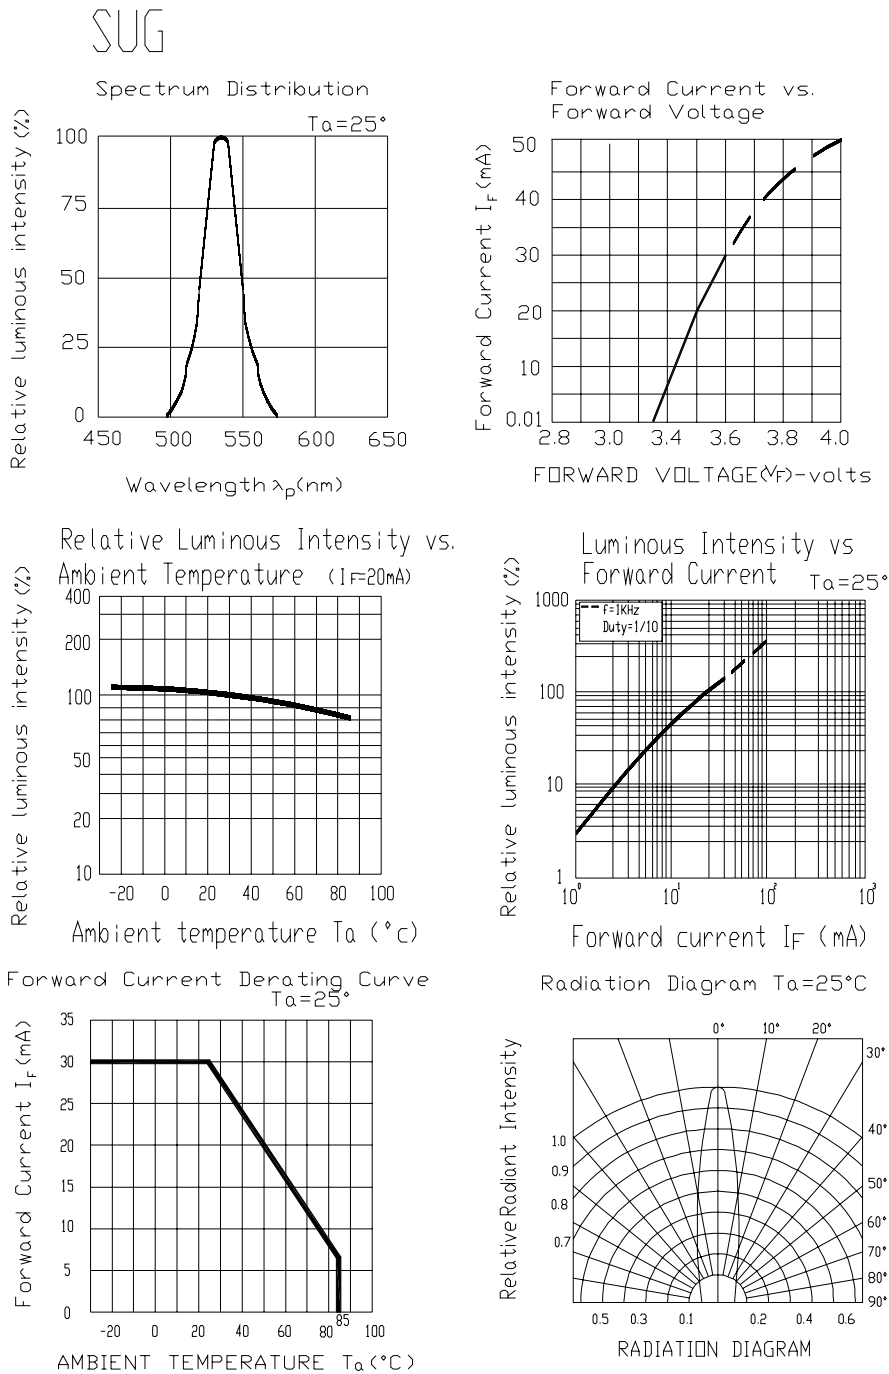 SUG
Spectrum Distribution
Ta=25°
Relative luminous intensity (%)
100
75
50
25
0
450 500 550 600 650
Wavelength λp(nm)
Forward Current vs.
Forward Voltage
Forward Current IF(mA)
50
40
30
20
10
0.01
2.8 3.0 3.4 3.6 3.8 4.0
FORWARD VOLTAGE(VF)-volts
Relative Luminous Intensity vs.
Ambient Temperature (IF=20mA)
Relative luminous intensity (%)
400
200
100
50
20
10
-20 0 20 40 60 80 100
Ambient temperature Ta (°c)
Luminous Intensity vs
Forward Current Ta=25°
Relative luminous intensity (%)
f=1KHz
Duty=1/10
1000
100
10
1
10⁰ 10¹ 10² 10³
Forward current IF (mA)
Forward Current Derating Curve
Ta=25°
Forward Current IF(mA)
35
30
25
20
15
10
5
0
-20 0 20 40 60 80 85 100
AMBIENT TEMPERATURE Ta(°C)
Radiation Diagram Ta=25°C
Relative Radiant Intensity
0° 10° 20°
30°
40°
50°
60°
70°
80°
90°
1.0
0.9
0.8
0.7
0.5 0.3 0.1 0.2 0.4 0.6
RADIATION DIAGRAM